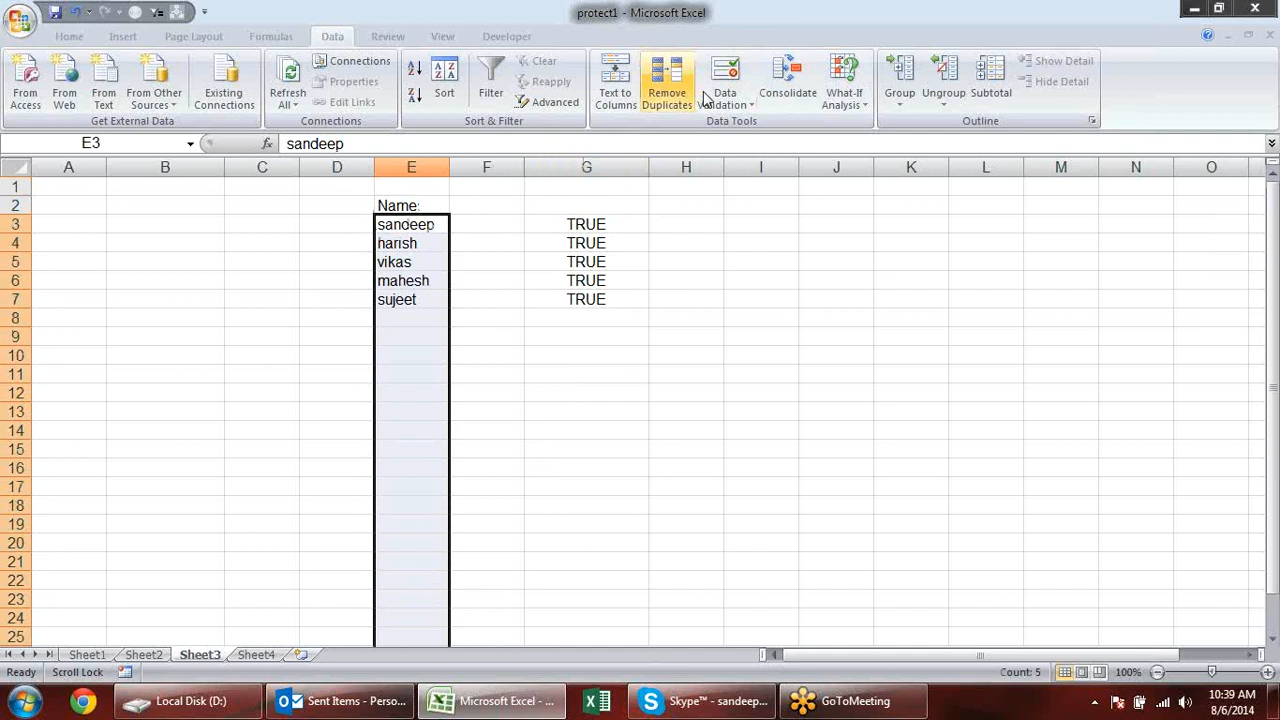 protect1 - Microsoft Excel
Home Insert Page Layout Formulas Data Review View Developer
From Access
From Web
From Text
From Other Sources
Existing Connections
Get External Data
Refresh All
Connections
Properties
Edit Links
Connections
Sort
Filter
Clear
Reapply
Advanced
Sort & Filter
Text to Columns
Remove Duplicates
Data Validation
Consolidate
What-If Analysis
Data Tools
Group
Ungroup
Subtotal
Show Detail
Hide Detail
Outline
E3 fx sandeep
A B C D E F G H I J K L M N O
1
2 Name:
3 sandeep TRUE
4 harish TRUE
5 vikas TRUE
6 mahesh TRUE
7 sujeet TRUE
8
9
10
11
12
13
14
15
16
17
18
19
20
21
22
23
24
25
Sheet1 Sheet2 Sheet3 Sheet4
Ready Scroll Lock Count: 5 100%
Local Disk (D:) Sent Items - Perso... Microsoft Excel - ... Skype™ - sandeep... GoToMeeting 10:39 AM
8/6/2014